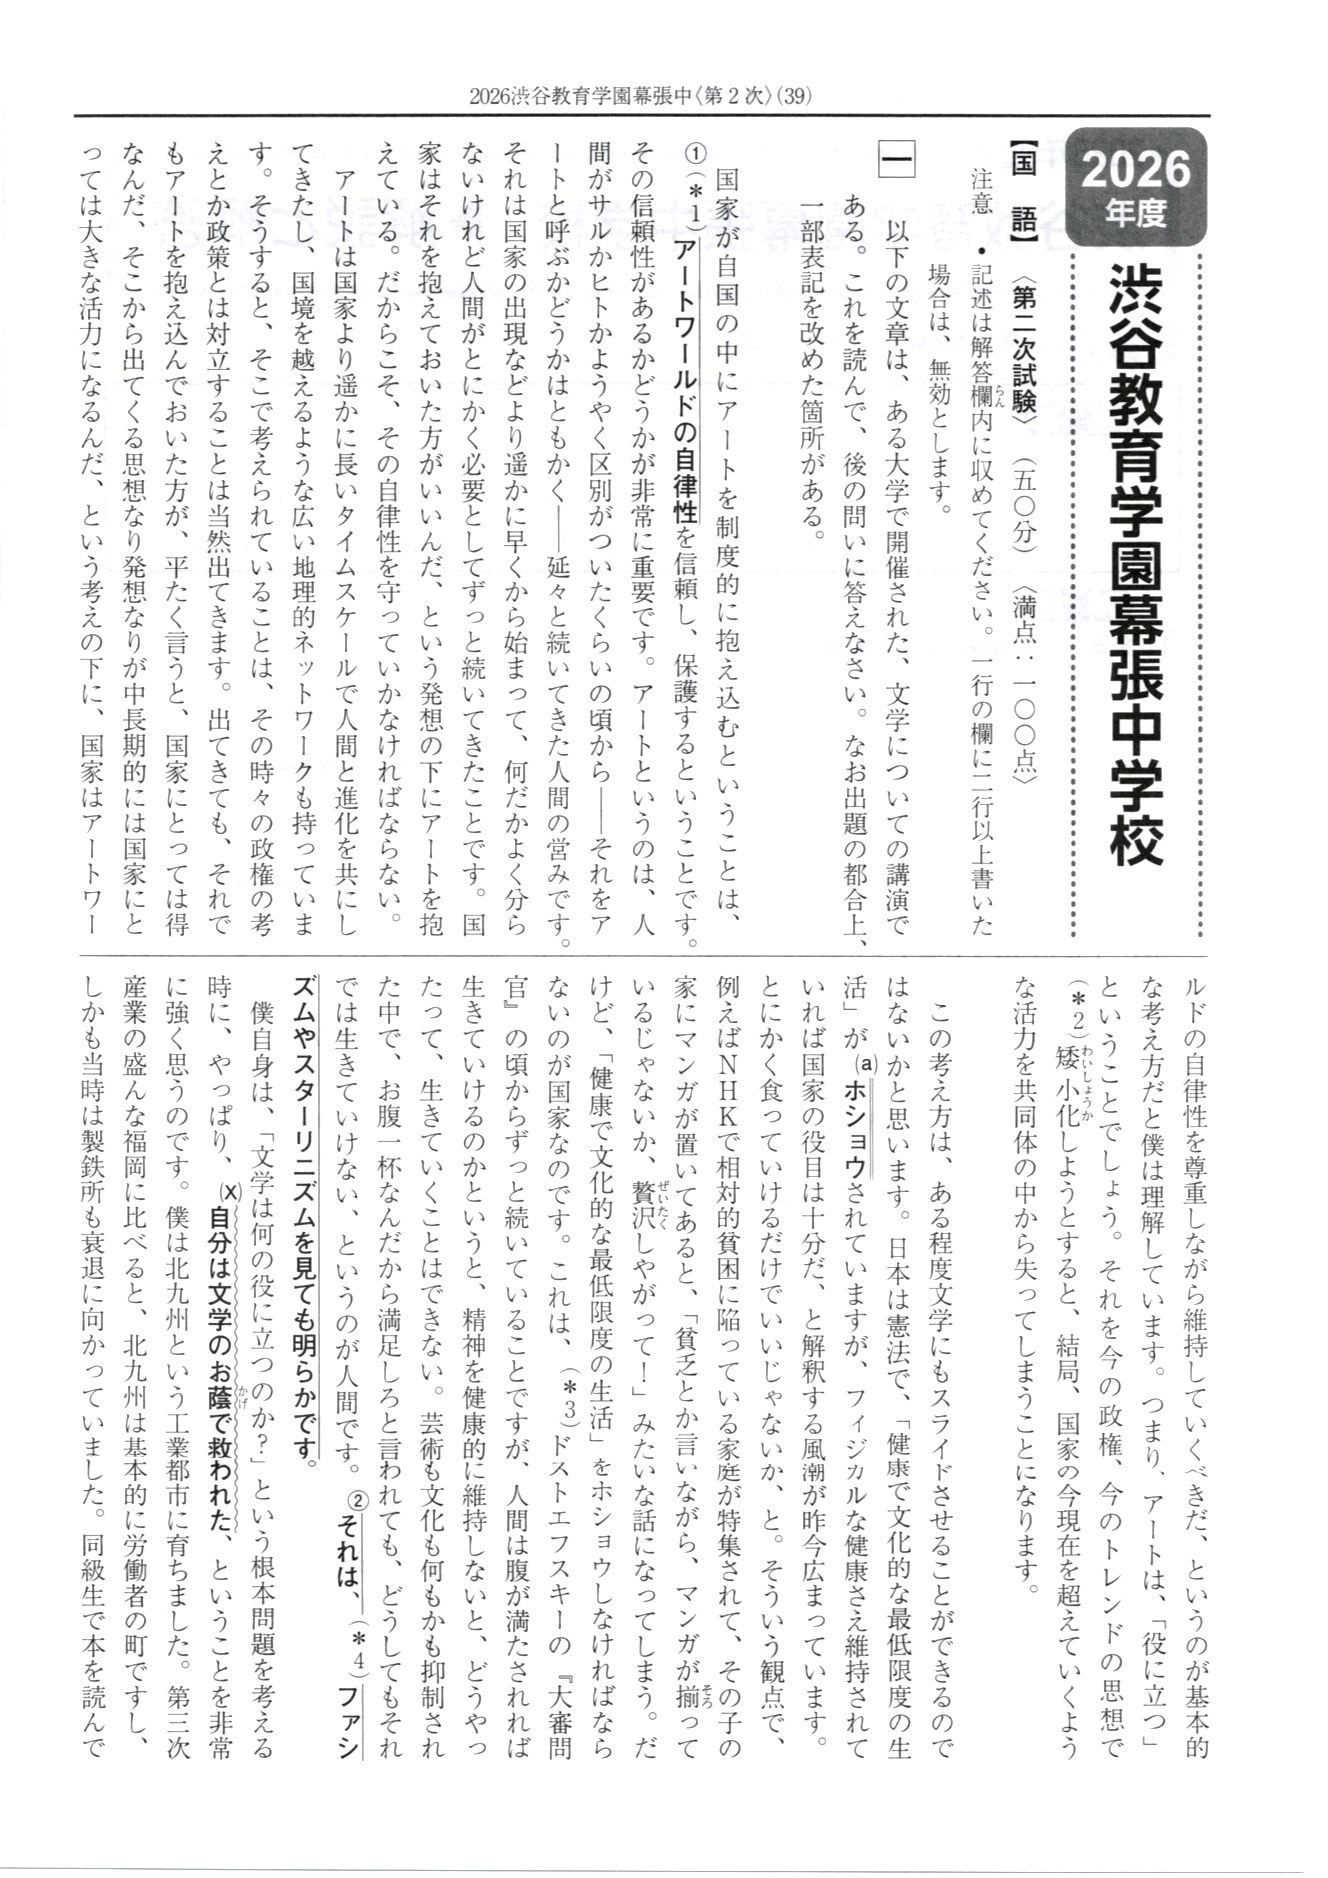 2026渋谷教育学園幕張中〈第2次〉(39)
2026年度
渋谷教育学園幕張中学校
【国　語】〈第二次試験〉（五〇分）〈満点：一〇〇点〉
注意　・記述は解答欄内に収めてください。一行の欄に二行以上書いた
場合は、無効とします。
一　以下の文章は、ある大学で開催された、文学についての講演で
ある。これを読んで、後の問いに答えなさい。なお出題の都合上、
一部表記を改めた箇所がある。
国家が自国の中にアートを制度的に抱え込むということは、
①（＊1）アートワールドの自律性を信頼し、保護するということです。
その信頼性があるかどうかが非常に重要です。アートというのは、人
間がサルかヒトかようやく区別がついたくらいの頃から――それをア
ートと呼ぶかどうかはともかく――延々と続いてきた人間の営みです。
それは国家の出現などより遥かに早くから始まって、何だかよく分ら
ないけれど人間がとにかく必要としてずっと続いてきたことです。国
家はそれを抱えておいた方がいいんだ、という発想の下にアートを抱
えている。だからこそ、その自律性を守っていかなければならない。
アートは国家より遥かに長いタイムスケールで人間と進化を共にし
てきたし、国境を越えるような広い地理的ネットワークも持っていま
す。そうすると、そこで考えられていることは、その時々の政権の考
えとか政策とは対立することは当然出てきます。出てきても、それで
もアートを抱え込んでおいた方が、平たく言うと、国家にとっては得
なんだ、そこから出てくる思想なり発想なりが中長期的には国家にと
っては大きな活力になるんだ、という考えの下に、国家はアートワー
ルドの自律性を尊重しながら維持していくべきだ、というのが基本的
な考え方だと僕は理解しています。つまり、アートは、「役に立つ」
ということでしょう。それを今の政権、今のトレンドの思想で
（＊2）矮小化しようとすると、結局、国家の今現在を超えていくよう
な活力を共同体の中から失ってしまうことになります。
この考え方は、ある程度文学にもスライドさせることができるので
はないかと思います。日本は憲法で、「健康で文化的な最低限度の生
活」が(a)ホショウされていますが、フィジカルな健康さえ維持されて
いれば国家の役目は十分だ、と解釈する風潮が昨今広まっています。
とにかく食っていけるだけでいいじゃないか、と。そういう観点で、
例えばNHKで相対的貧困に陥っている家庭が特集されて、その子の
家にマンガが置いてあると、「貧乏とか言いながら、マンガが揃って
いるじゃないか、贅沢しやがって！」みたいな話になってしまう。だ
けど、「健康で文化的な最低限度の生活」をホショウしなければなら
ないのが国家なのです。これは、（＊3）ドストエフスキーの『大審問
官』の頃からずっと続いていることですが、人間は腹が満たされれば
生きていけるのかというと、精神を健康的に維持しないと、どうやっ
たって、生きていくことはできない。芸術も文化も何もかも抑制され
た中で、お腹一杯なんだから満足しろと言われても、どうしてもそれ
では生きていけない、というのが人間です。②それは、（＊4）ファシ
ズムやスターリニズムを見ても明らかです。
僕自身は、「文学は何の役に立つのか？」という根本問題を考える
時に、やっぱり、(X)自分は文学のお蔭で救われた、ということを非常
に強く思うのです。僕は北九州という工業都市に育ちました。第三次
産業の盛んな福岡に比べると、北九州は基本的に労働者の町ですし、
しかも当時は製鉄所も衰退に向かっていました。同級生で本を読んで